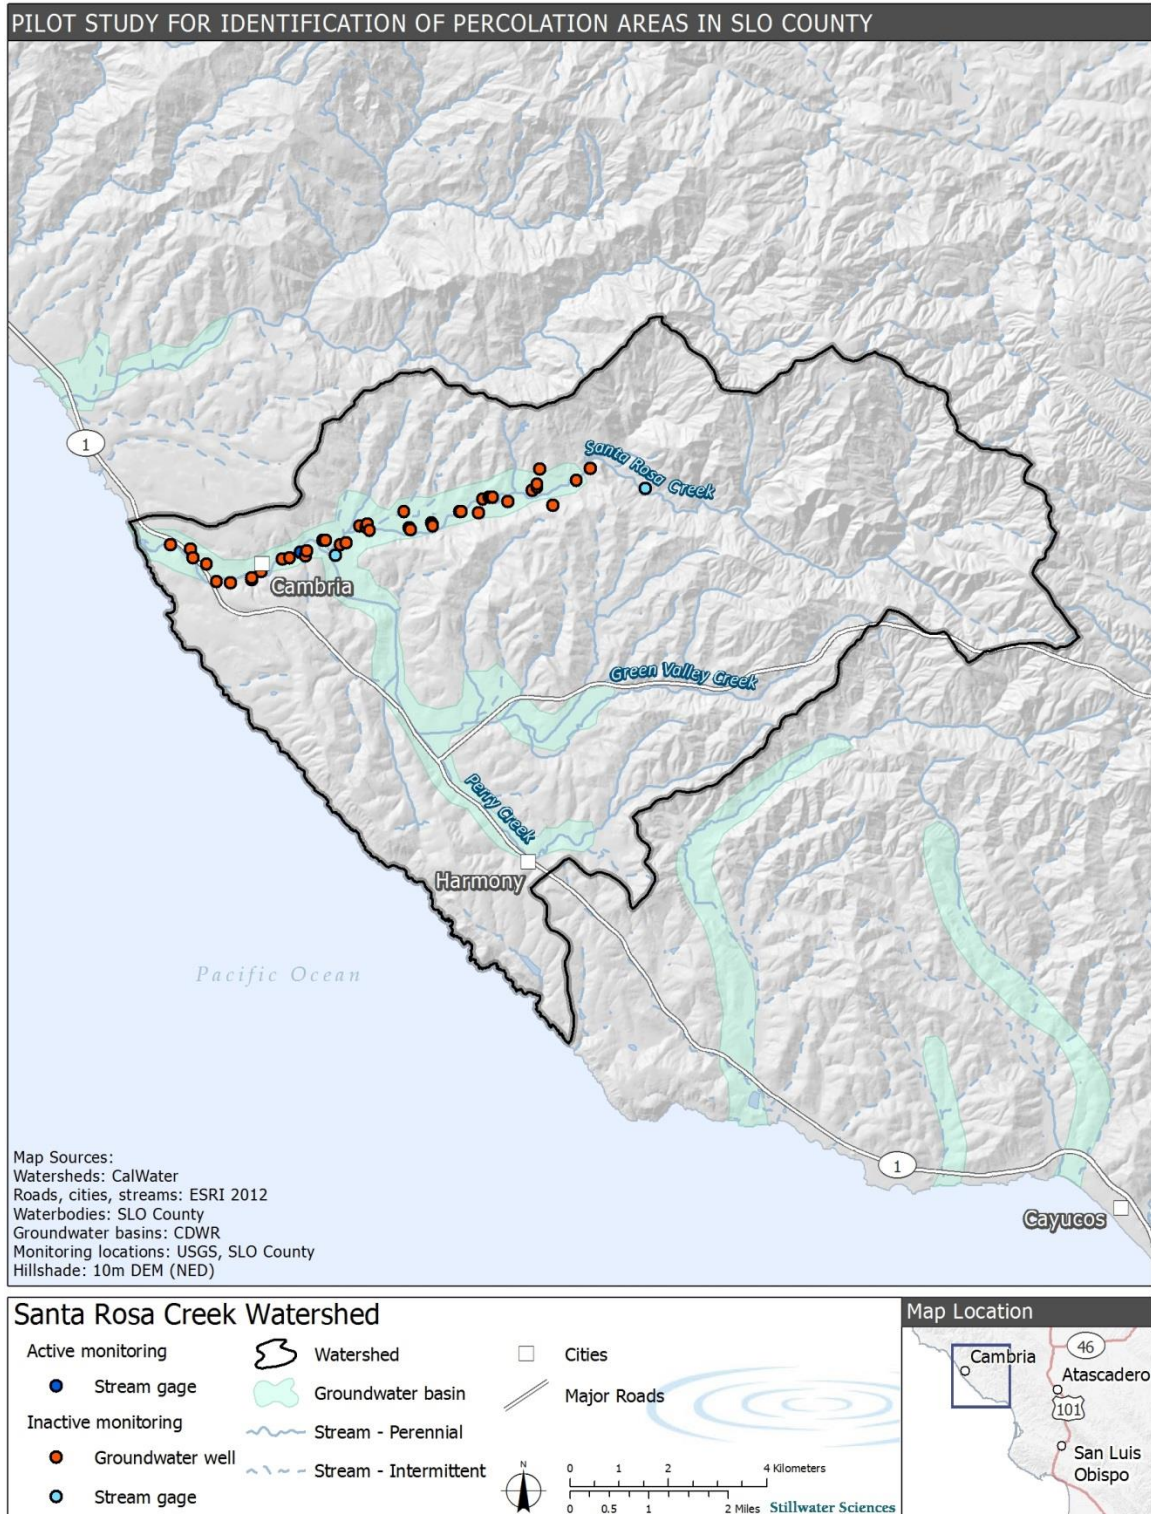 PILOT STUDY FOR IDENTIFICATION OF PERCOLATION AREAS IN SLO COUNTY
1
Santa Rosa Creek
Cambria
Green Valley Creek
Perry Creek
Harmony
Pacific Ocean
1
Cayucos
Map Sources:
Watersheds: CalWater
Roads, cities, streams: ESRI 2012
Waterbodies: SLO County
Groundwater basins: CDWR
Monitoring locations: USGS, SLO County
Hillshade: 10m DEM (NED)
Santa Rosa Creek Watershed
Active monitoring
Stream gage
Inactive monitoring
Groundwater well
Stream gage
Watershed
Groundwater basin
Stream - Perennial
Stream - Intermittent
Cities
Major Roads
N
0 1 2 4 Kilometers
0 0.5 1 2 Miles
Stillwater Sciences
Map Location
46
Cambria
Atascadero
101
San Luis
Obispo